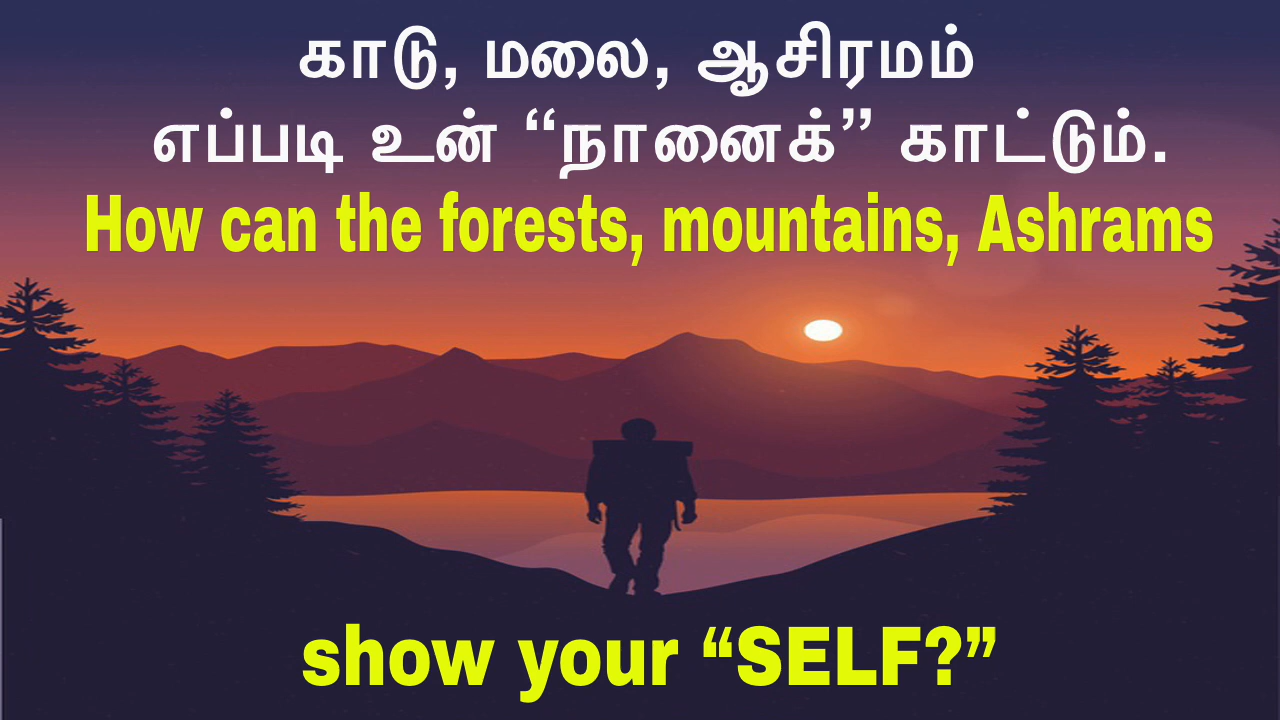 காடு, மலை, ஆசிரமம்
எப்படி உன் “நானைக்” காட்டும்.
How can the forests, mountains, Ashrams
show your “SELF?”